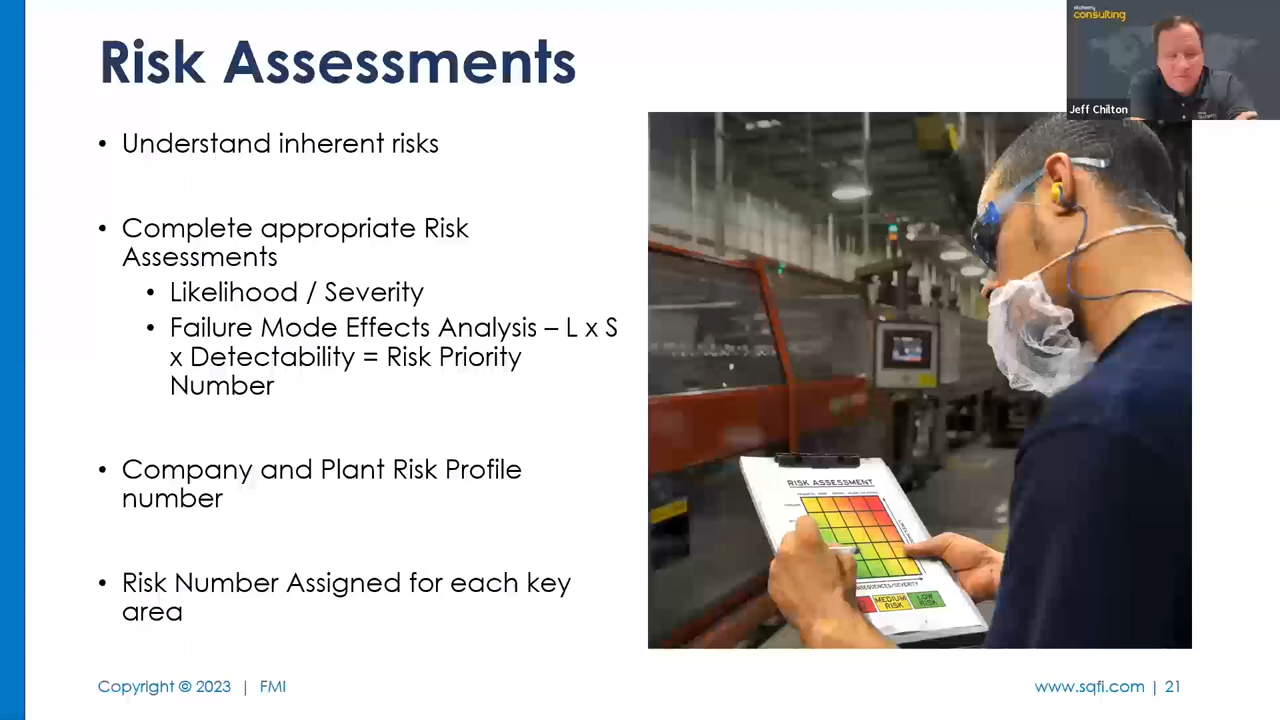 Risk Assessments
alchemy
consulting
Jeff Chilton
• Understand inherent risks
• Complete appropriate Risk
Assessments
• Likelihood / Severity
• Failure Mode Effects Analysis – L x S
x Detectability = Risk Priority
Number
• Company and Plant Risk Profile
number
• Risk Number Assigned for each key
area
RISK ASSESSMENT
MEDIUM
RISK
LOW
RISK
Copyright © 2023 | FMI
www.sqfi.com | 21